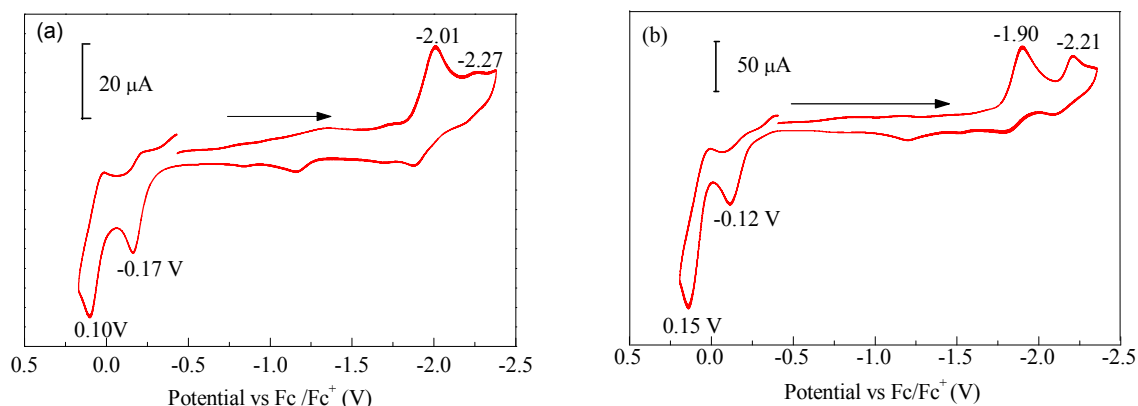 (a)
-2.01
-2.27
20 µA
-0.17 V
0.10V
0.5 0.0 -0.5 -1.0 -1.5 -2.0 -2.5
Potential vs Fc /Fc+ (V)
(b)
-1.90
-2.21
50 µA
-0.12 V
0.15 V
0.5 0.0 -0.5 -1.0 -1.5 -2.0 -2.5
Potential vs Fc/Fc+ (V)